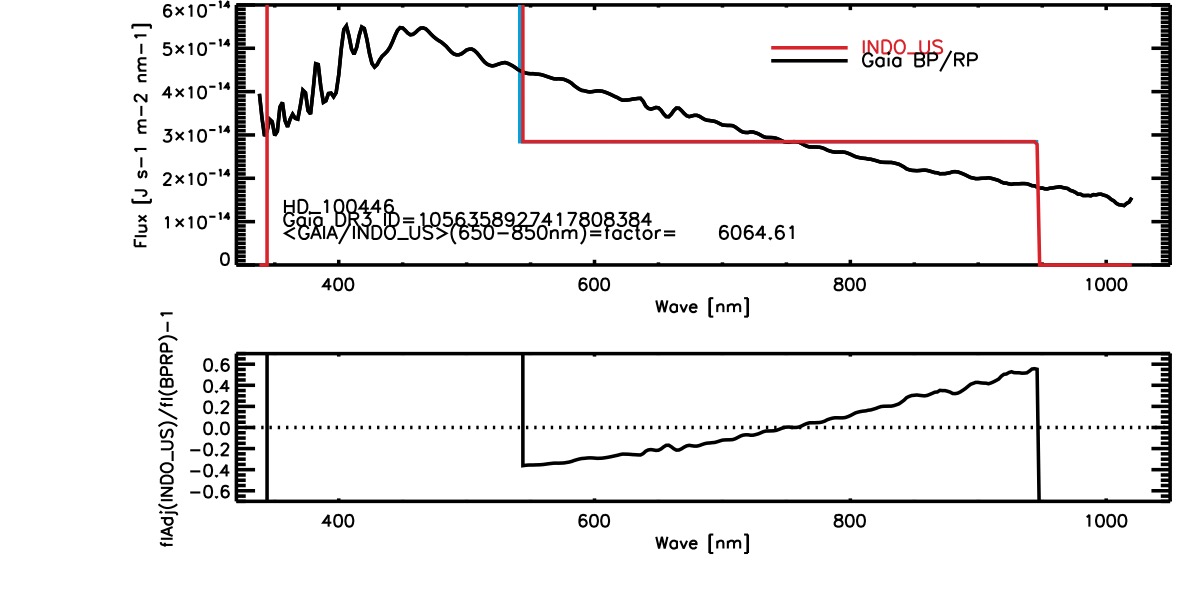 6×10−14
5×10−14
4×10−14
3×10−14
2×10−14
1×10−14
0
Flux [J s−1 m−2 nm−1]
INDO_US
Gaia BP/RP
HD_100446
Gaia DR3 ID=1056358927417808384
<GAIA/INDO_US>(650−850nm)=factor= 6064.61
400 600 800 1000
Wave [nm]
flAdj(INDO_US)/fl(BPRP)−1
0.6
0.4
0.2
0.0
−0.2
−0.4
−0.6
400 600 800 1000
Wave [nm]